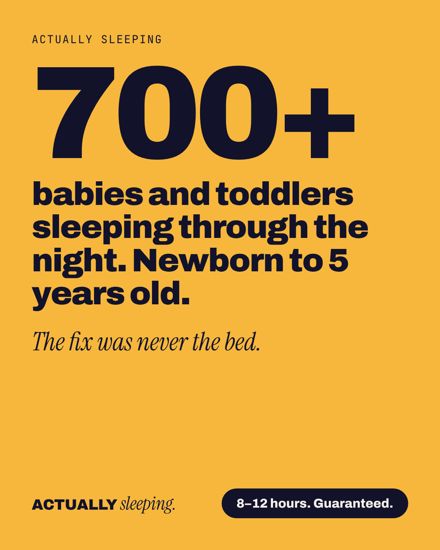 ACTUALLY SLEEPING
700+
babies and toddlers
sleeping through the
night. Newborn to 5
years old.
The fix was never the bed.
ACTUALLY sleeping.
8–12 hours. Guaranteed.